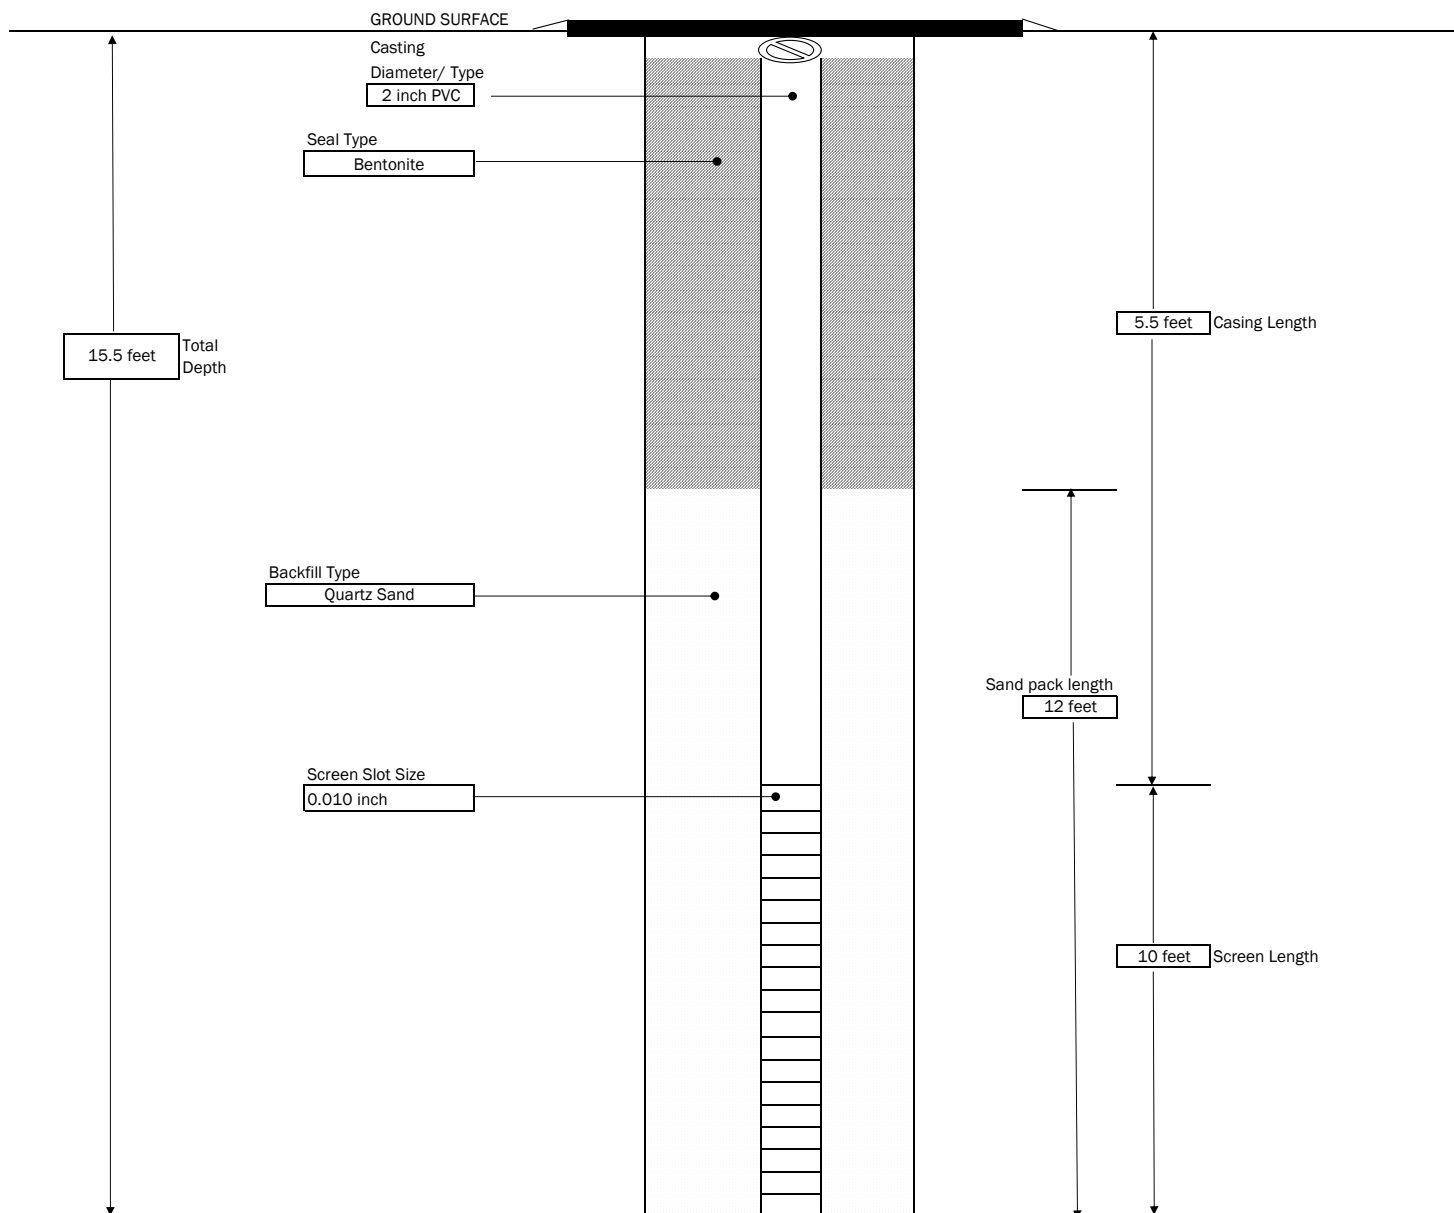 GROUND SURFACE
Casting
Diameter/ Type
2 inch PVC
Seal Type
Bentonite
5.5 feet Casing Length
15.5 feet
Total
Depth
Backfill Type
Quartz Sand
Sand pack length
12 feet
Screen Slot Size
0.010 inch
10 feet Screen Length